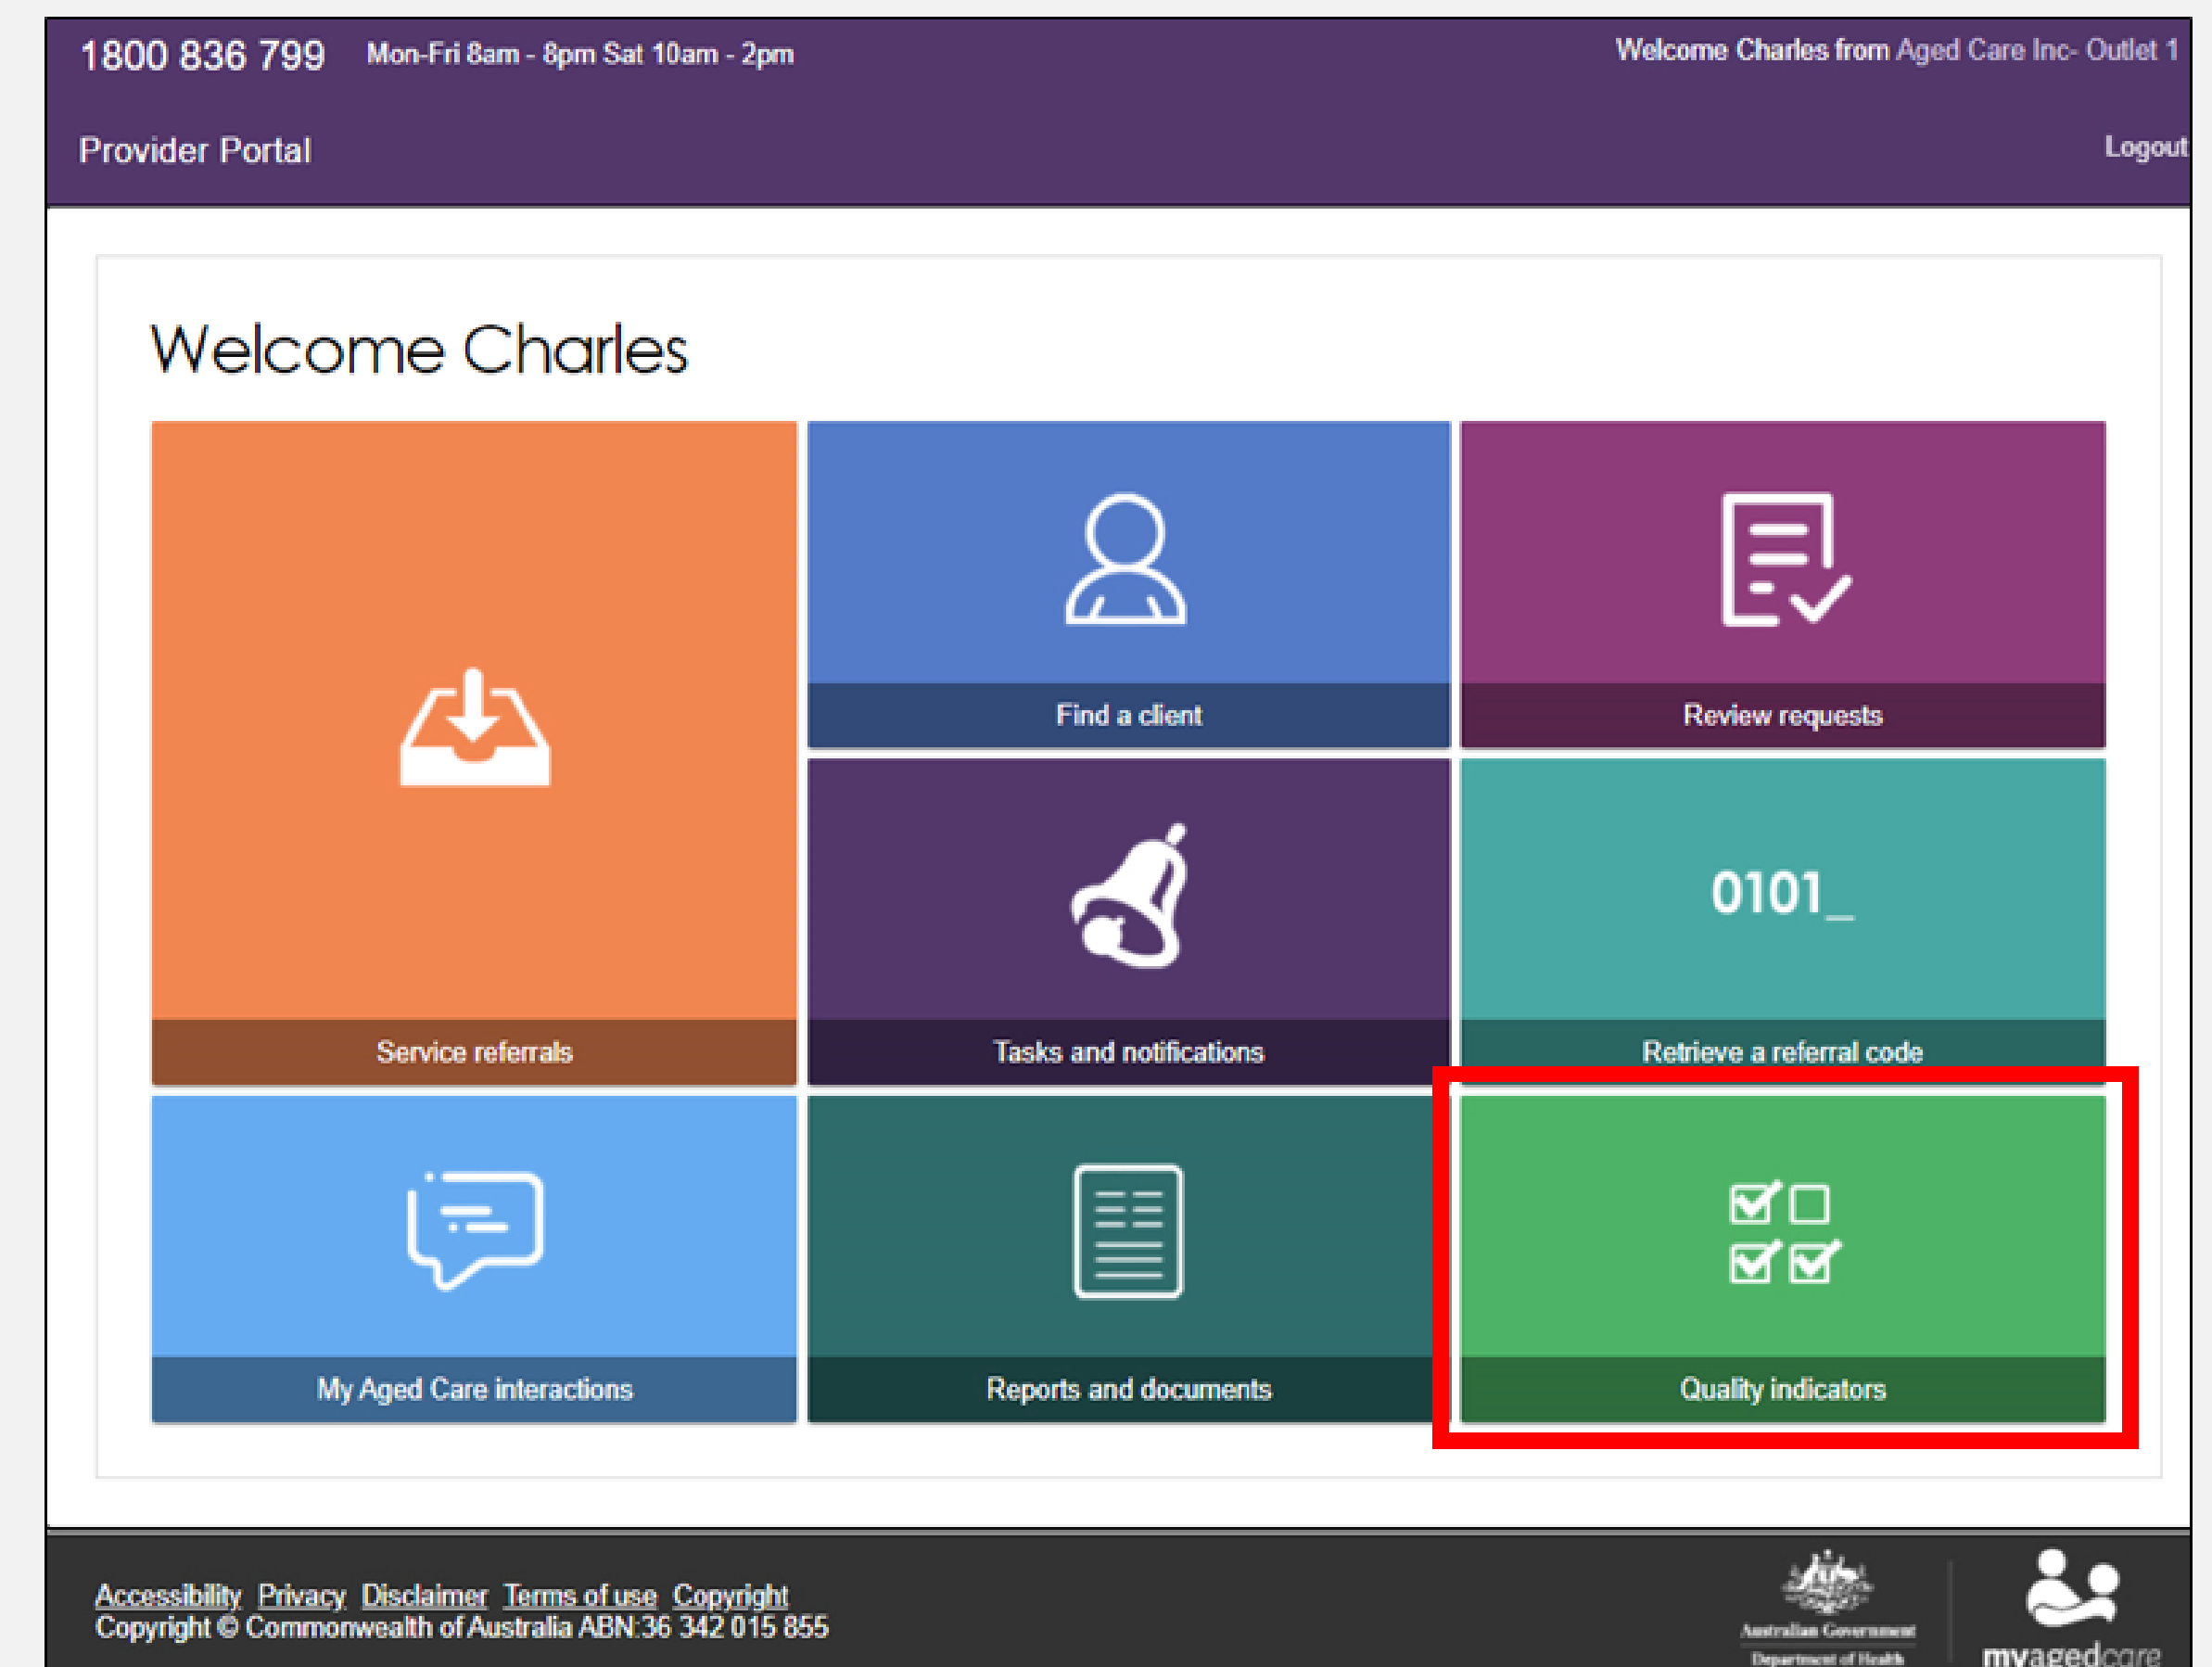 1800 836 799 Mon-Fri 8am - 8pm Sat 10am - 2pm
Welcome Charles from Aged Care Inc- Outlet 1
Provider Portal
Logout
Welcome Charles
Find a client
Review requests
0101_
Service referrals
Tasks and notifications
Retrieve a referral code
My Aged Care interactions
Reports and documents
Quality indicators
Accessibility Privacy Disclaimer Terms of use Copyright
Copyright © Commonwealth of Australia ABN:36 342 015 855
Australian Government
Department of Health
myagedcare